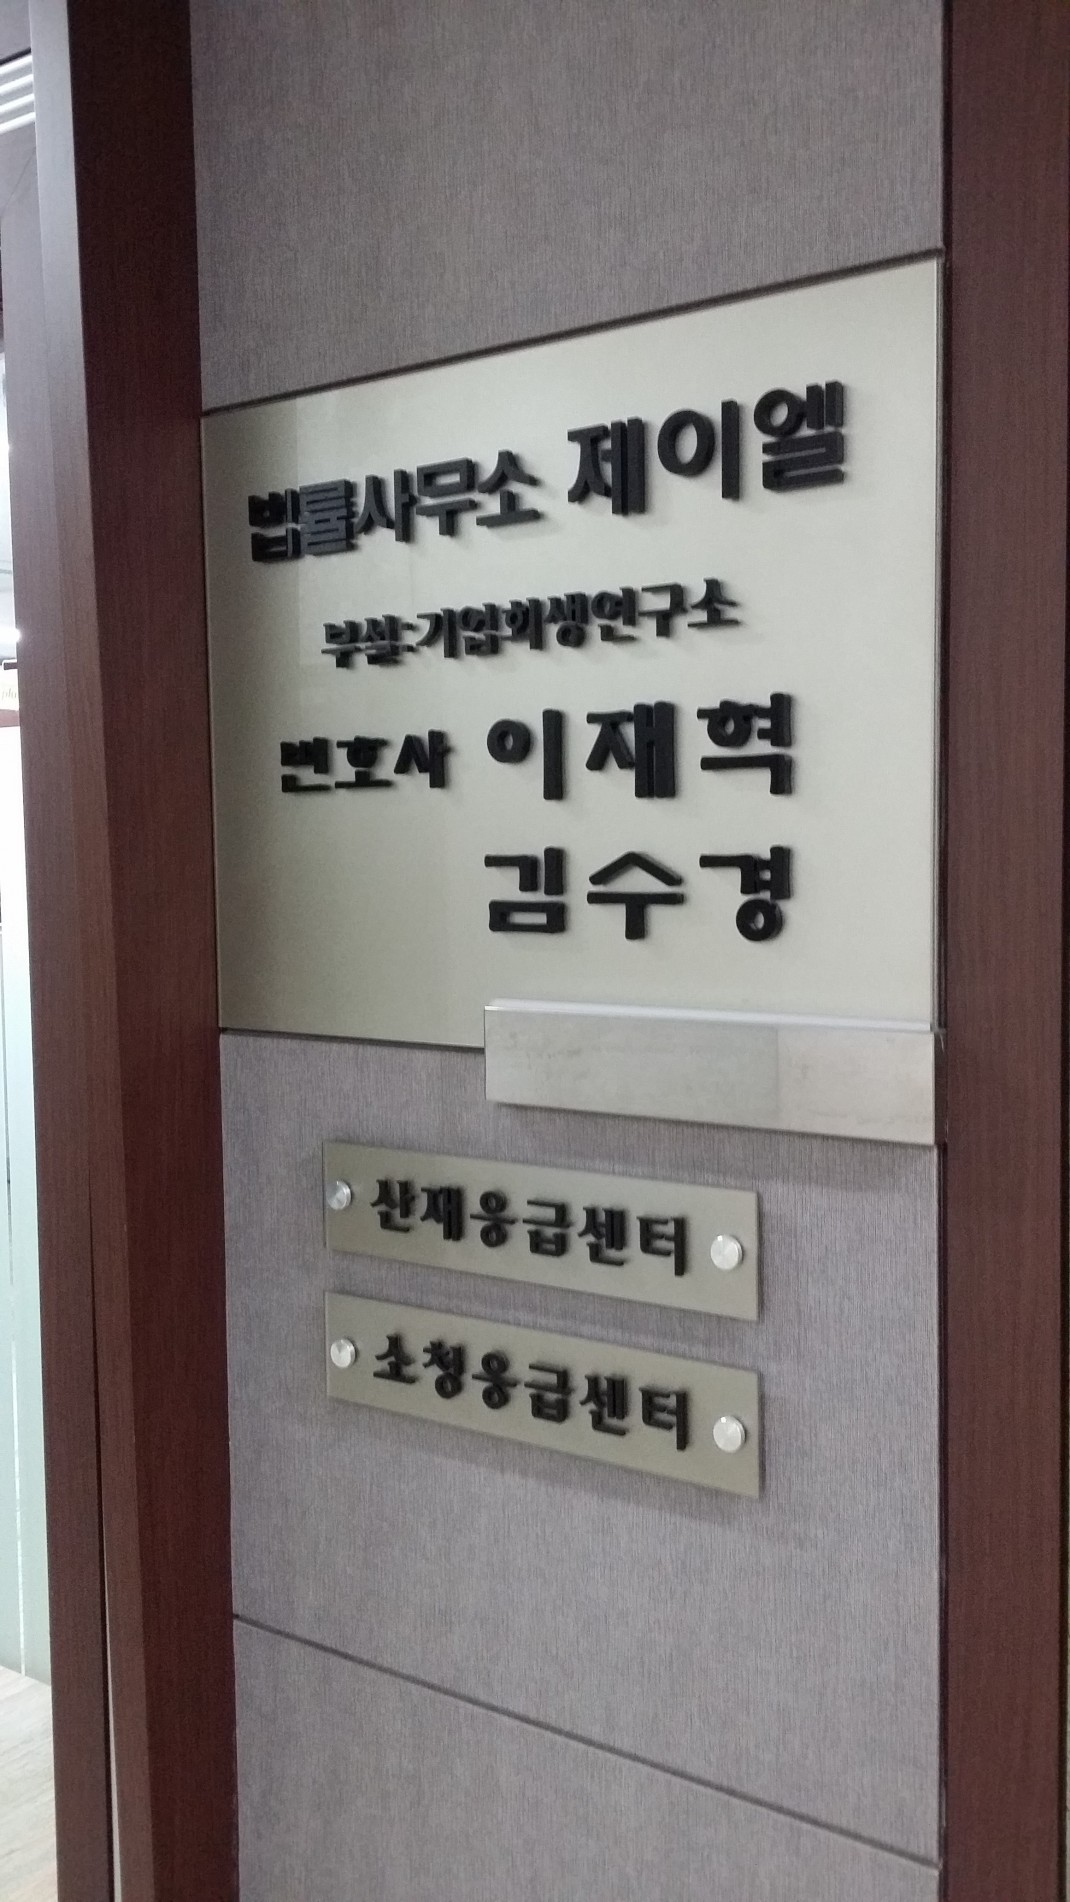 법률사무소 제이엘
부설:기업회생연구소
변호사 이재혁
김수경
산재응급센터
소청응급센터